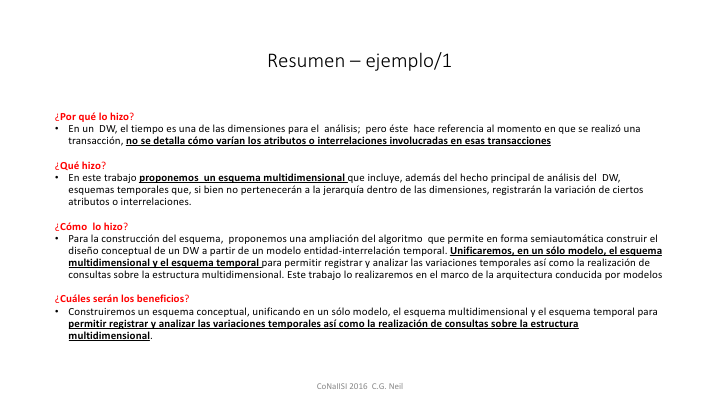 Resumen – ejemplo/1
¿Por qué lo hizo?
• En un  DW, el tiempo es una de las dimensiones para el  análisis;  pero éste  hace referencia al momento en que se realizó una
transacción, no se detalla cómo varían los atributos o interrelaciones involucradas en esas transacciones
¿Qué hizo?
• En este trabajo proponemos  un esquema multidimensional que incluye, además del hecho principal de análisis del  DW,
esquemas temporales que, si bien no pertenecerán a la jerarquía dentro de las dimensiones, registrarán la variación de ciertos
atributos o interrelaciones.
¿Cómo  lo hizo?
• Para la construcción del esquema,  proponemos una ampliación del algoritmo  que permite en forma semiautomática construir el
diseño conceptual de un DW a partir de un modelo entidad-interrelación temporal. Unificaremos, en un sólo modelo, el esquema
multidimensional y el esquema temporal para permitir registrar y analizar las variaciones temporales así como la realización de
consultas sobre la estructura multidimensional. Este trabajo lo realizaremos en el marco de la arquitectura conducida por modelos
¿Cuáles serán los beneficios?
• Construiremos un esquema conceptual, unificando en un sólo modelo, el esquema multidimensional y el esquema temporal para
permitir registrar y analizar las variaciones temporales así como la realización de consultas sobre la estructura
multidimensional.
CoNaIISI 2016  C.G. Neil